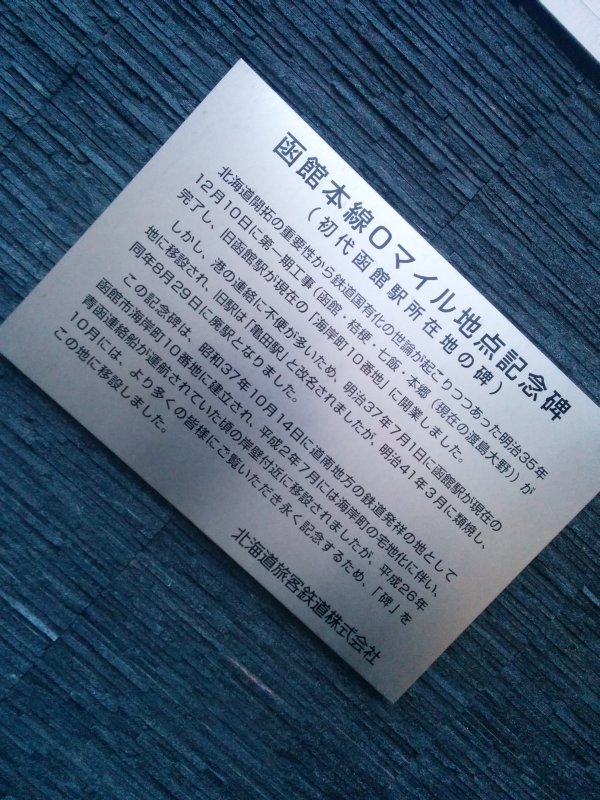 函館本線0マイル地点記念碑
(初代函館駅所在地の碑)
北海道開拓の重要性から鉄道国有化の世論が起こりつつあった明治35年
12月10日に第一期工事(函館・桔梗・七飯・本郷(現在の渡島大野))が
完了し、旧函館駅が現在の「海岸町10番地」に開業しました。
しかし、港の連絡に不便が多いため、明治37年7月1日に函館駅が現在の
地に移設され、旧駅は「亀田駅」と改名されましたが、明治41年3月に類焼し、
同年8月29日に廃駅となりました。
この記念碑は、昭和37年10月14日に道南地方の鉄道発祥の地として
函館市海岸町10番地に建立され、平成2年7月には海岸町の宅地化に伴い、
青函連絡船が運航されていた頃の岸壁付近に移設されましたが、平成26年
10月には、より多くの皆様にご覧いただき永く記念するため、「碑」を
この地に移設しました。
北海道旅客鉄道株式会社